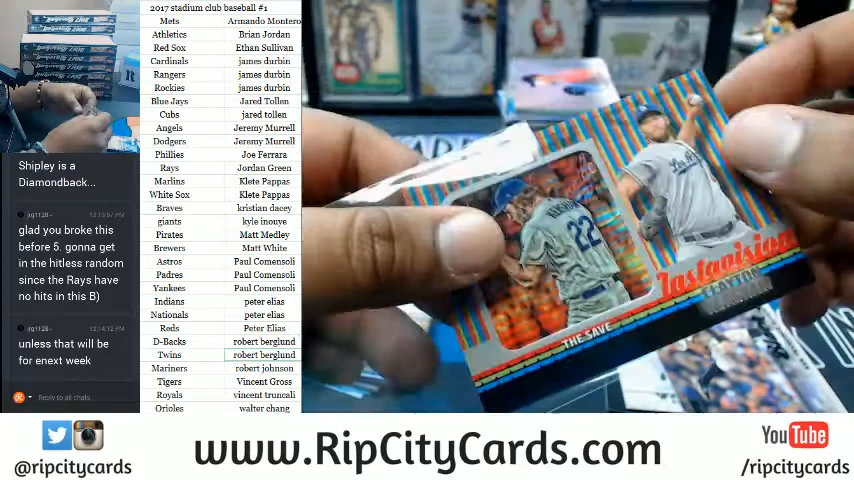 2017 stadium club baseball #1
Mets Armando Montero
Athletics Brian Jordan
Red Sox Ethan Sullivan
Cardinals james durbin
Rangers james durbin
Rockies james durbin
Blue Jays Jared Tollen
Cubs jared tollen
Angels Jeremy Murrell
Dodgers Jeremy Murrell
Phillies Joe Ferrara
Rays Jordan Green
Marlins Klete Pappas
White Sox Klete Pappas
Braves kristian dacey
giants kyle inouye
Pirates Matt Medley
Brewers Matt White
Astros Paul Comensoli
Padres Paul Comensoli
Yankees Paul Comensoli
Indians peter elias
Nationals peter elias
Reds Peter Elias
D-Backs robert berglund
Twins robert berglund
Mariners robert johnson
Tigers Vincent Gross
Royals vincent truncali
Orioles walter chang
Shipley is a
Diamondback...
jrq1128 -
glad you broke this
before 5. gonna get
in the hitless random
since the Rays have
no hits in this B)
jrq1128 - 12:14:12 PM
unless that will be
for enext week
Reply to all chats
22
THE SAVE
Instavision
CLAYTON
@ripcitycards
www.RipCityCards.com
YouTube
/ripcitycards